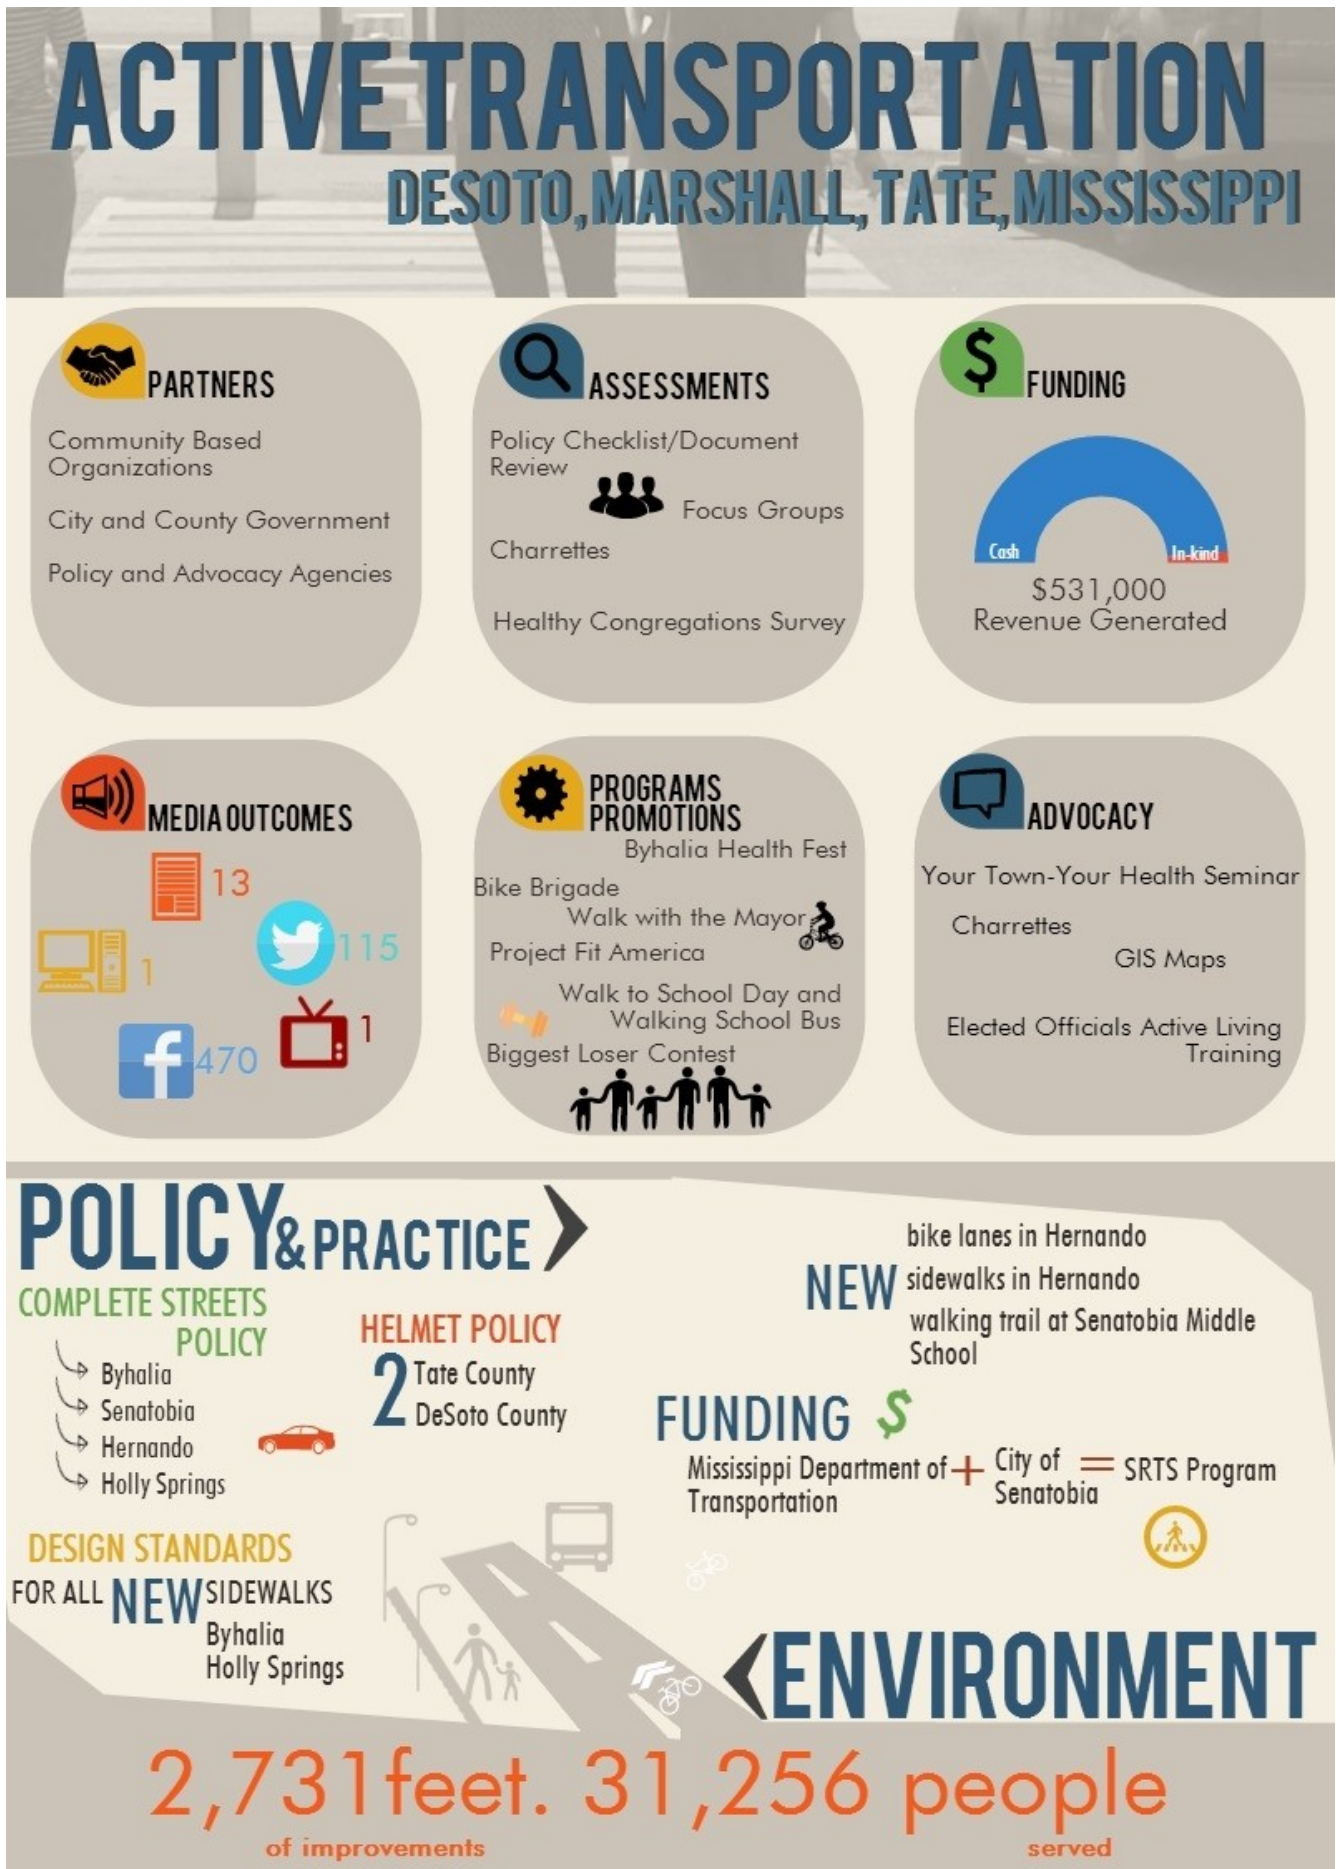 ACTIVE TRANSPORTATION
DESOTO, MARSHALL, TATE, MISSISSIPPI
PARTNERS
Community Based
Organizations
City and County Government
Policy and Advocacy Agencies
ASSESSMENTS
Policy Checklist/Document
Review
Focus Groups
Charrettes
Healthy Congregations Survey
$
FUNDING
Cash
In-kind
$531,000
Revenue Generated
MEDIA OUTCOMES
13
115
1
1
f
470
PROGRAMS
PROMOTIONS
Byhalia Health Fest
Bike Brigade
Walk with the Mayor
Project Fit America
Walk to School Day and
Walking School Bus
Biggest Loser Contest
ADVOCACY
Your Town-Your Health Seminar
Charrettes
GIS Maps
Elected Officials Active Living
Training
POLICY & PRACTICE
COMPLETE STREETS
POLICY
Byhalia
Senatobia
Hernando
Holly Springs
HELMET POLICY
2
Tate County
DeSoto County
DESIGN STANDARDS
FOR ALL NEW SIDEWALKS
Byhalia
Holly Springs
NEW
bike lanes in Hernando
sidewalks in Hernando
walking trail at Senatobia Middle
School
FUNDING $
Mississippi Department of
Transportation
+
City of
Senatobia
=
SRTS Program
ENVIRONMENT
2,731 feet. 31,256 people
of improvements
served